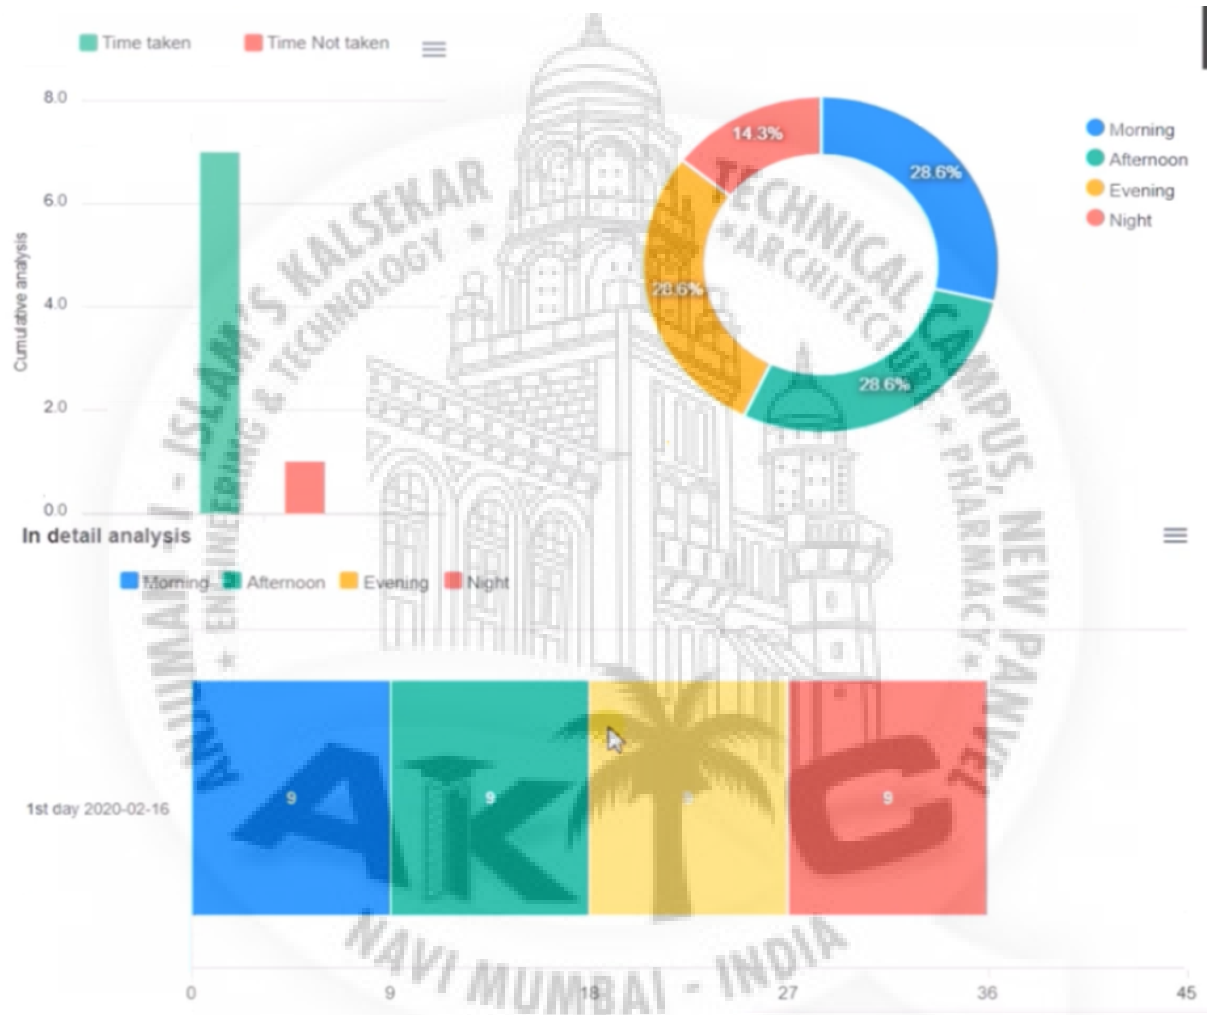 Time taken
Time Not taken
8.0
6.0
4.0
2.0
0.0
Cumulative analysis
14.3%
28.6%
28.6%
28.6%
Morning
Afternoon
Evening
Night
In detail analysis
Morning
Afternoon
Evening
Night
1st day 2020-02-16
9
9
9
9
0
9
18
27
36
45
ANJUMAN - I - ISLAM'S KALSEKAR TECHNICAL CAMPUS, NEW PANVEL
ENGINEERING & TECHNOLOGY
ARCHITECTURE
PHARMACY
AKTC
NAVI MUMBAI - INDIA